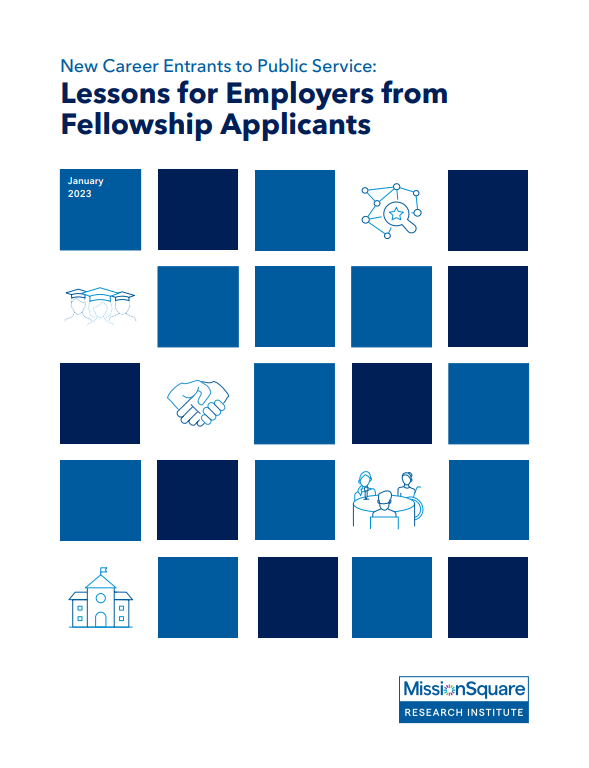 New Career Entrants to Public Service:
Lessons for Employers from
Fellowship Applicants
January
2023
MissionSquare
RESEARCH INSTITUTE